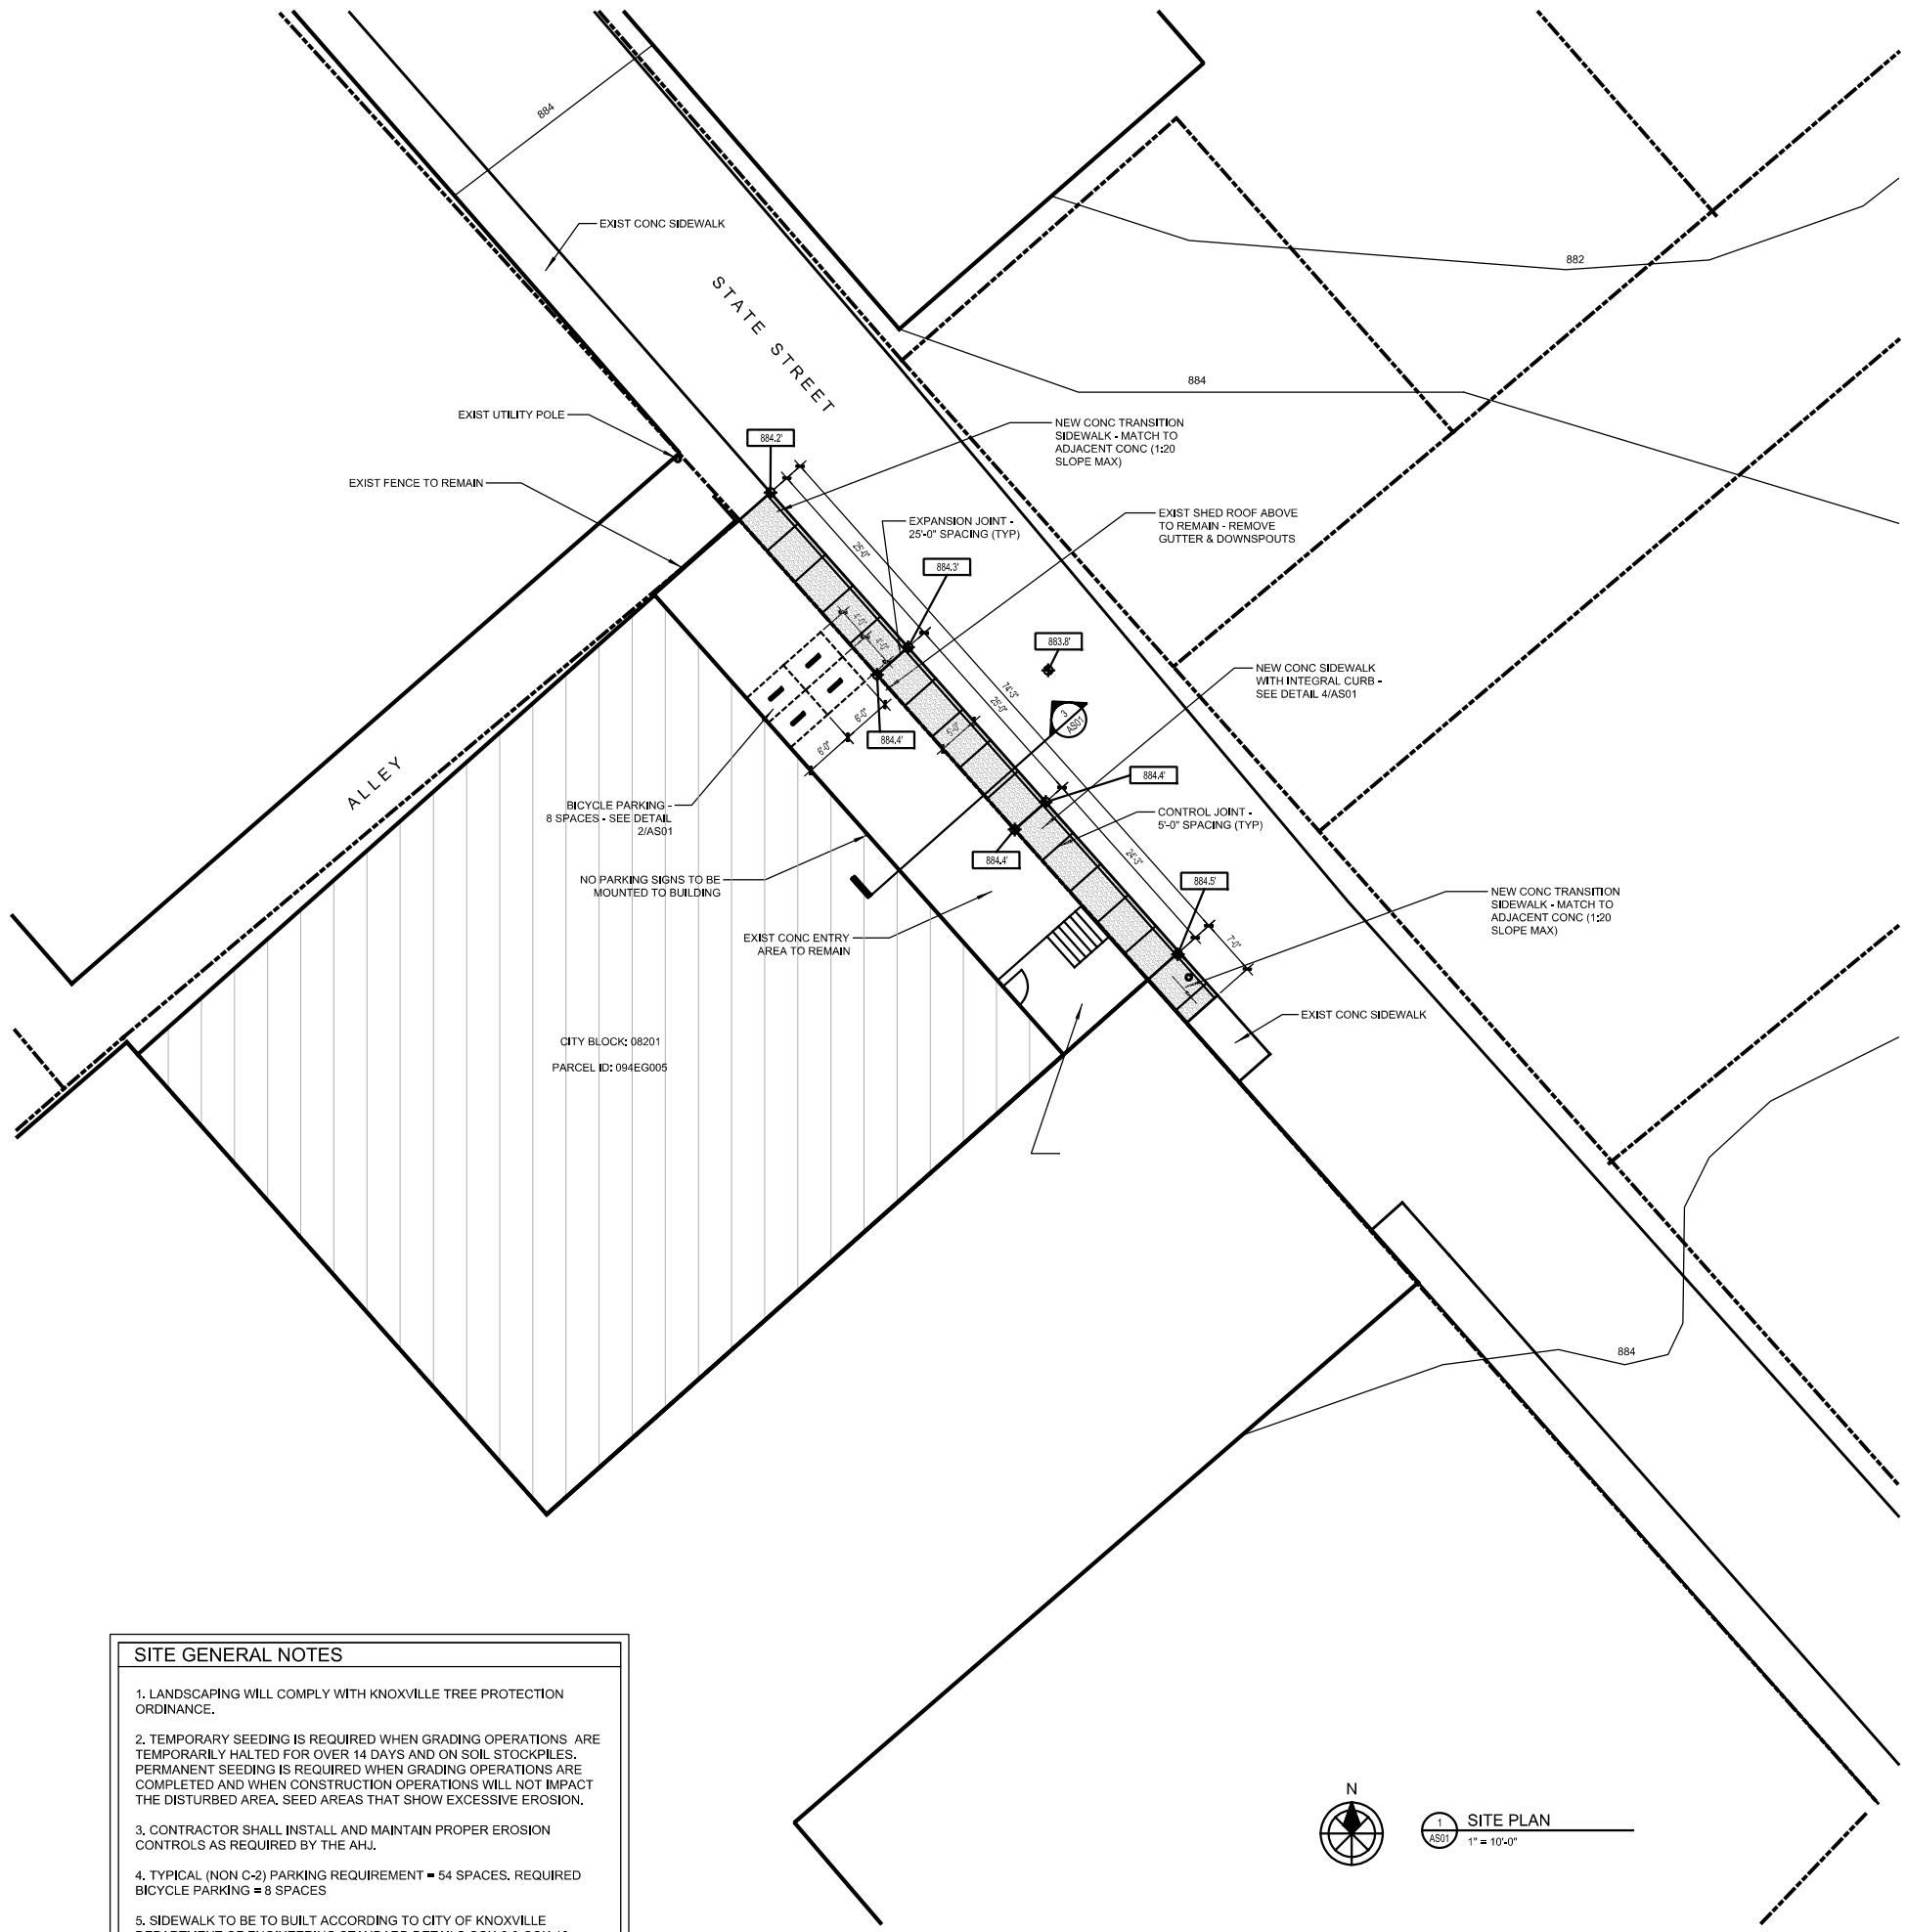 884
EXIST CONC SIDEWALK
STATE STREET
882
884
EXIST UTILITY POLE
884.2'
NEW CONC TRANSITION
SIDEWALK - MATCH TO
ADJACENT CONC (1:20
SLOPE MAX)
EXIST FENCE TO REMAIN
EXPANSION JOINT -
25'-0" SPACING (TYP)
EXIST SHED ROOF ABOVE
TO REMAIN - REMOVE
GUTTER & DOWNSPOUTS
25'-0"
884.3'
4'-0"
4'-0"
883.8'
NEW CONC SIDEWALK
WITH INTEGRAL CURB -
SEE DETAIL 4/AS01
74'-3"
25'-0"
3
AS01
6'-0"
6'-0"
5'-0"
884.4'
884.4'
ALLEY
BICYCLE PARKING -
8 SPACES - SEE DETAIL
2/AS01
CONTROL JOINT -
5'-0" SPACING (TYP)
884.4'
24'-3"
NO PARKING SIGNS TO BE
MOUNTED TO BUILDING
884.5'
NEW CONC TRANSITION
SIDEWALK - MATCH TO
ADJACENT CONC (1:20
SLOPE MAX)
EXIST CONC ENTRY
AREA TO REMAIN
7'-0"
EXIST CONC SIDEWALK
CITY BLOCK: 08201
PARCEL ID: 094EG005
884
SITE GENERAL NOTES
1. LANDSCAPING WILL COMPLY WITH KNOXVILLE TREE PROTECTION
ORDINANCE.
2. TEMPORARY SEEDING IS REQUIRED WHEN GRADING OPERATIONS ARE
TEMPORARILY HALTED FOR OVER 14 DAYS AND ON SOIL STOCKPILES.
PERMANENT SEEDING IS REQUIRED WHEN GRADING OPERATIONS ARE
COMPLETED AND WHEN CONSTRUCTION OPERATIONS WILL NOT IMPACT
THE DISTURBED AREA. SEED AREAS THAT SHOW EXCESSIVE EROSION.
3. CONTRACTOR SHALL INSTALL AND MAINTAIN PROPER EROSION
CONTROLS AS REQUIRED BY THE AHJ.
4. TYPICAL (NON C-2) PARKING REQUIREMENT = 54 SPACES. REQUIRED
BICYCLE PARKING = 8 SPACES
5. SIDEWALK TO BE TO BUILT ACCORDING TO CITY OF KNOXVILLE
N
1
AS01
SITE PLAN
1" = 10'-0"